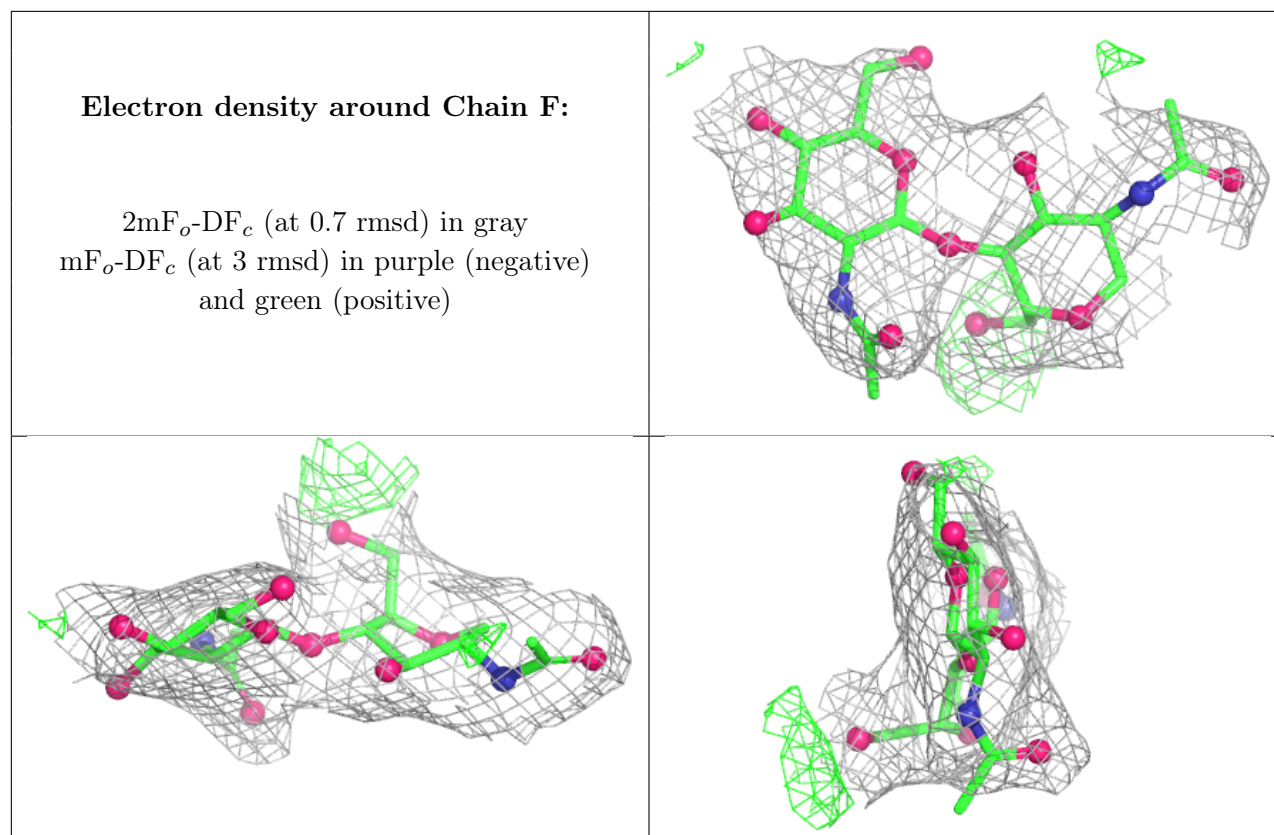 Electron density around Chain F:
2mFₒ-DF𝑐 (at 0.7 rmsd) in gray
mFₒ-DF𝑐 (at 3 rmsd) in purple (negative)
and green (positive)